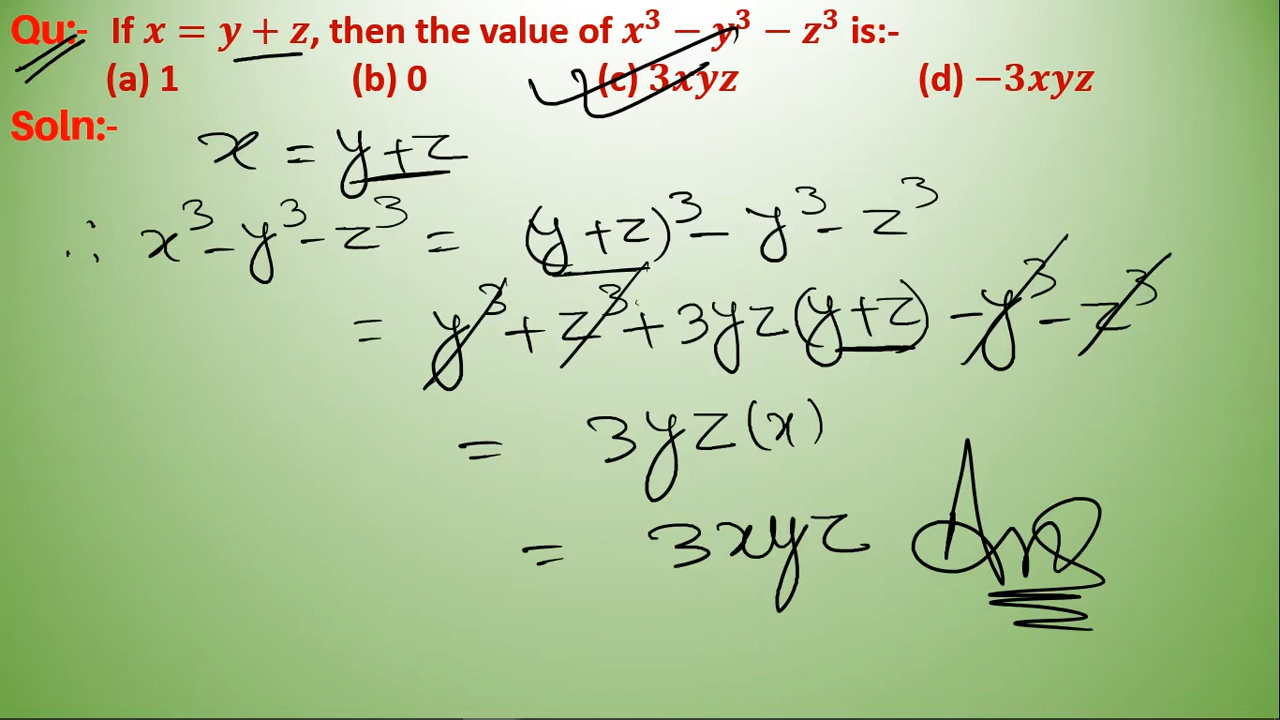 Qu:- If x = y + z, then the value of x³ − y³ − z³ is:-
(a) 1 (b) 0 (c) 3xyz (d) −3xyz
Soln:-
x = y+z
∴ x³-y³-z³ = (y+z)³- y³- z³
= y³+z³+3yz(y+z) -y³-z³
= 3yz(x)
= 3xyz Ans